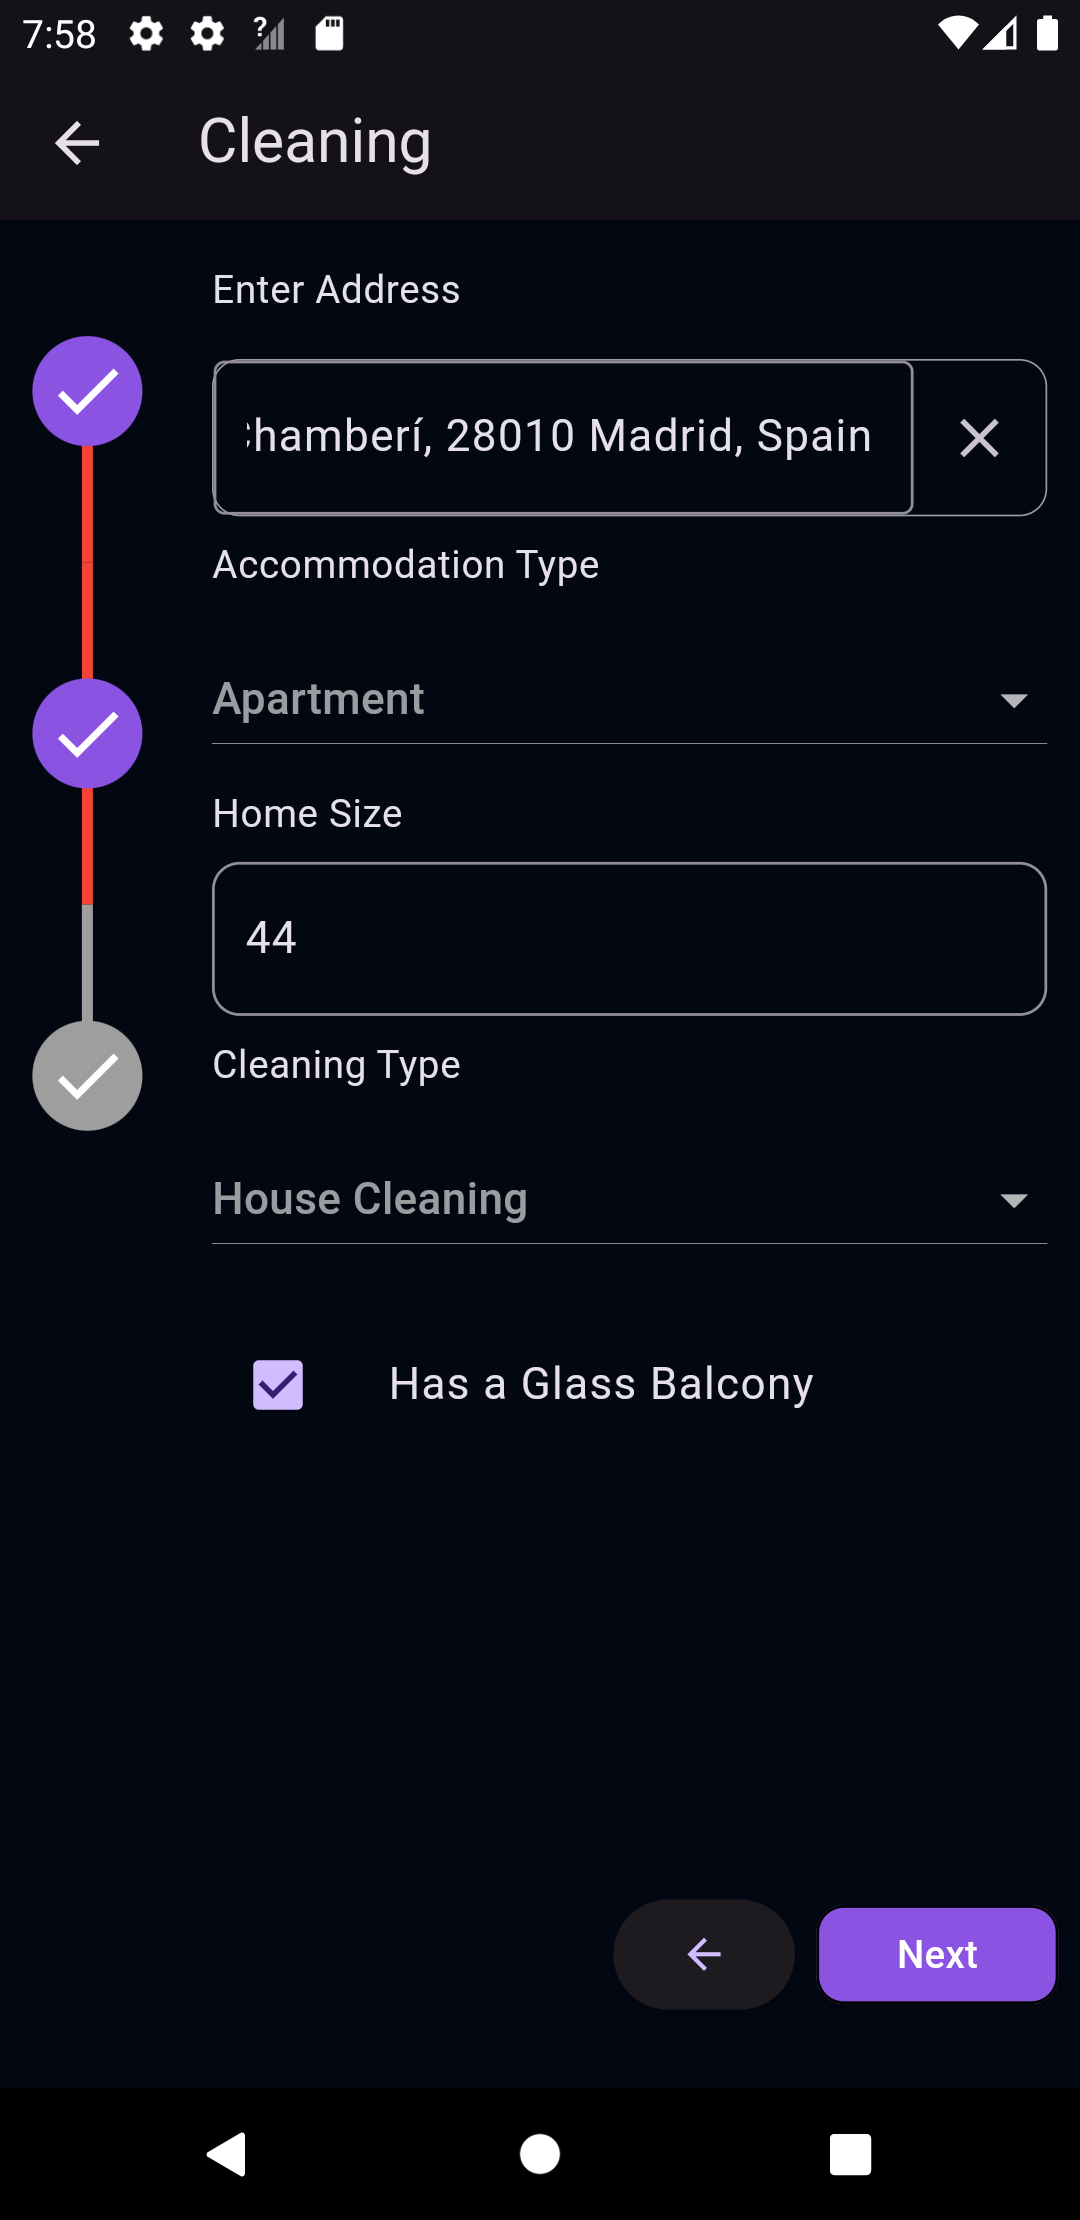 7:58
Cleaning
Enter Address
hamberí, 28010 Madrid, Spain
Accommodation Type
Apartment
Home Size
44
Cleaning Type
House Cleaning
Has a Glass Balcony
Next